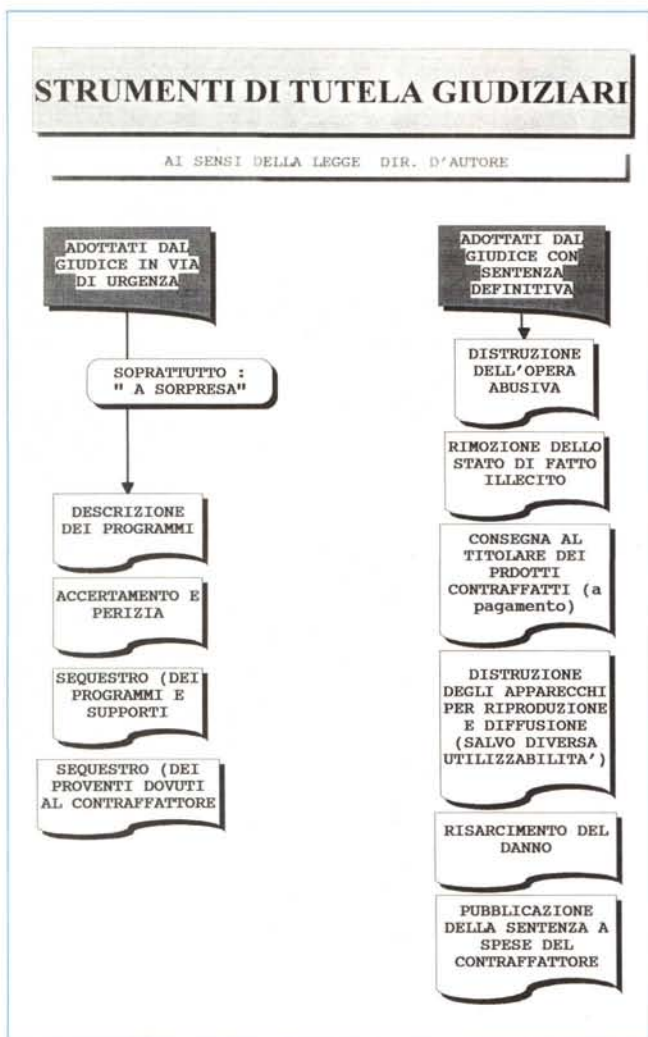 STRUMENTI DI TUTELA GIUDIZIARI
AI SENSI DELLA LEGGE DIR. D'AUTORE
ADOTTATI DAL
GIUDICE IN VIA
DI URGENZA
SOPRATTUTTO :
" A SORPRESA"
DESCRIZIONE
DEI PROGRAMMI
ACCERTAMENTO E
PERIZIA
SEQUESTRO (DEI
PROGRAMMI E
SUPPORTI
SEQUESTRO (DEI
PROVENTI DOVUTI
AL CONTRAFFATTORE
ADOTTATI DAL
GIUDICE CON
SENTENZA
DEFINITIVA
DISTRUZIONE
DELL'OPERA
ABUSIVA
RIMOZIONE DELLO
STATO DI FATTO
ILLECITO
CONSEGNA AL
TITOLARE DEI
PRDOTTI
CONTRAFFATTI (a
pagamento)
DISTRUZIONE
DEGLI APPARECCHI
PER RIPRODUZIONE
E DIFFUSIONE
(SALVO DIVERSA
UTILIZZABILITA')
RISARCIMENTO DEL
DANNO
PUBBLICAZIONE
DELLA SENTENZA A
SPESE DEL
CONTRAFFATTORE